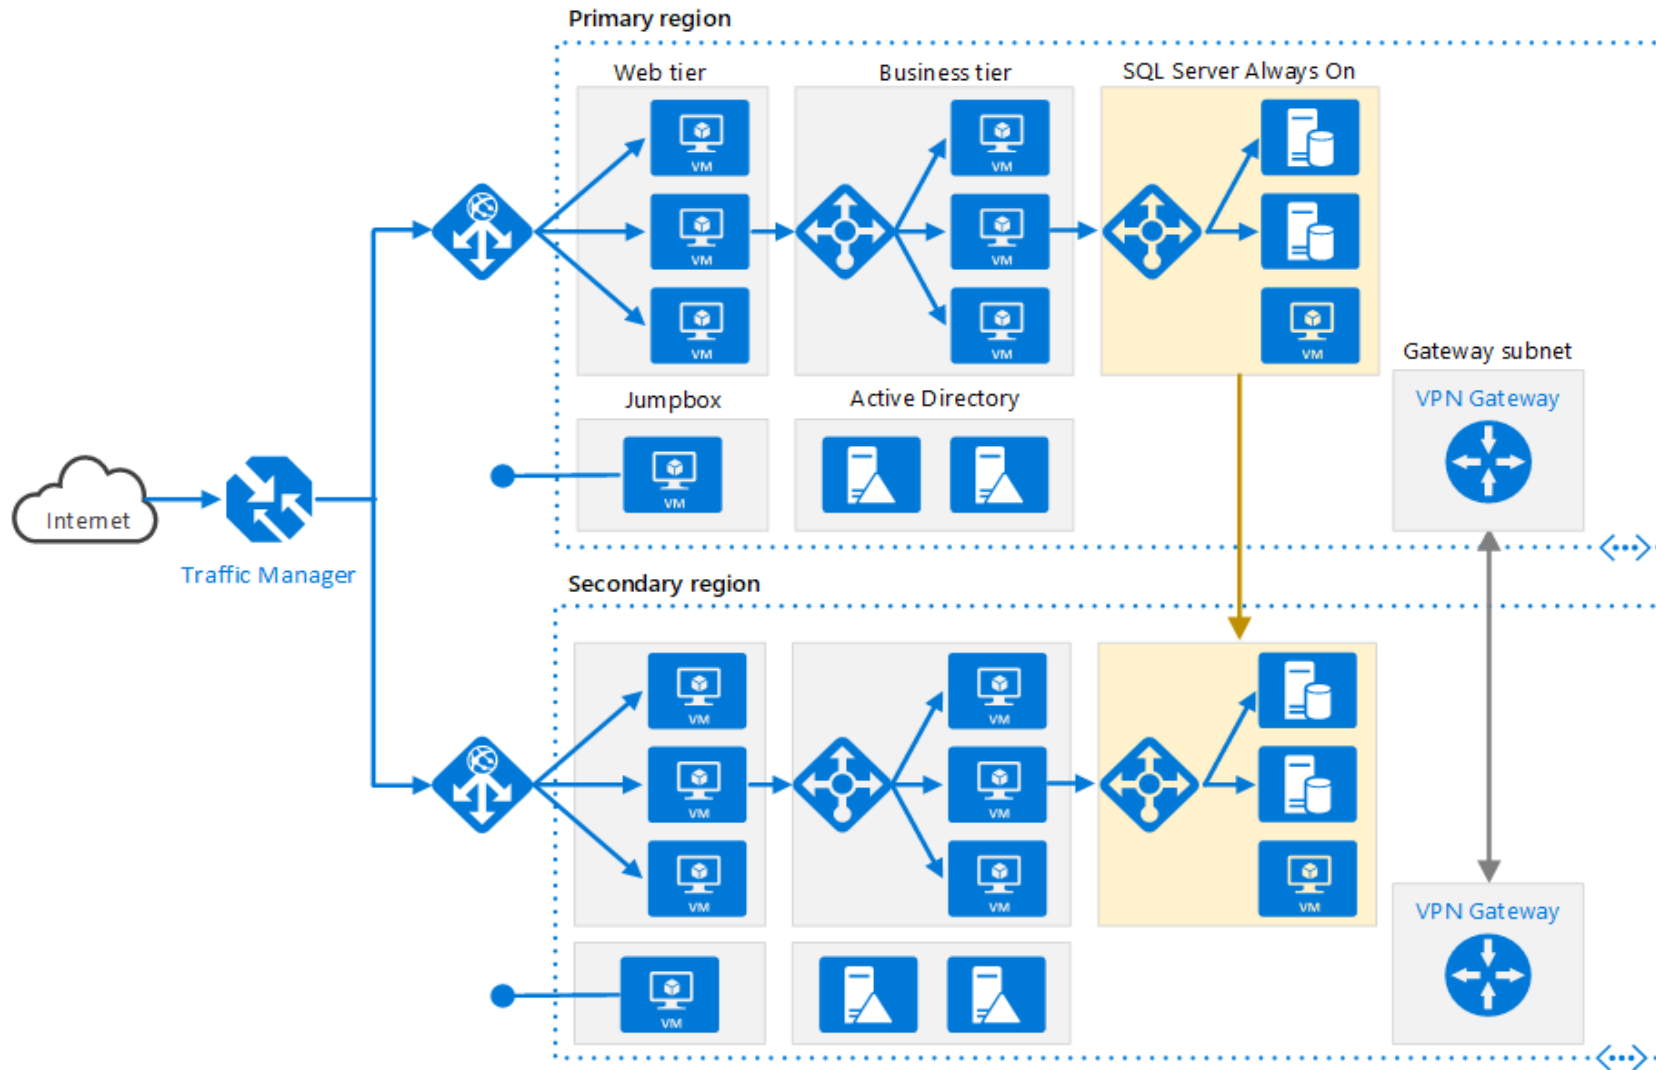 Primary region
Web tier
Business tier
SQL Server Always On
VM
VM
VM
VM
VM
VM
VM
Gateway subnet
VPN Gateway
Jumpbox
Active Directory
VM
Internet
Traffic Manager
Secondary region
VM
VM
VM
VM
VM
VM
VM
VPN Gateway
VM